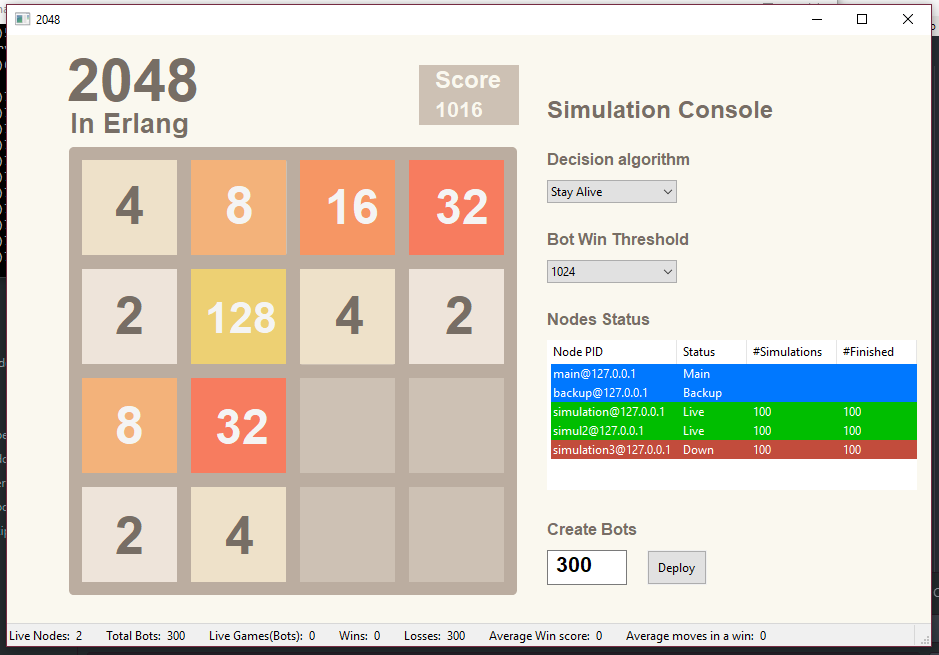 2048
2048
In Erlang
Score
1016
4 8 16 32
2 128 4 2
8 32
2 4
Simulation Console
Decision algorithm
Stay Alive
Bot Win Threshold
1024
Nodes Status
Node PID Status #Simulations #Finished
main@127.0.0.1 Main
backup@127.0.0.1 Backup
simulation@127.0.0.1 Live 100 100
simul2@127.0.0.1 Live 100 100
simulation3@127.0.0.1 Down 100 100
Create Bots
300 Deploy
Live Nodes: 2 Total Bots: 300 Live Games(Bots): 0 Wins: 0 Losses: 300 Average Win score: 0 Average moves in a win: 0